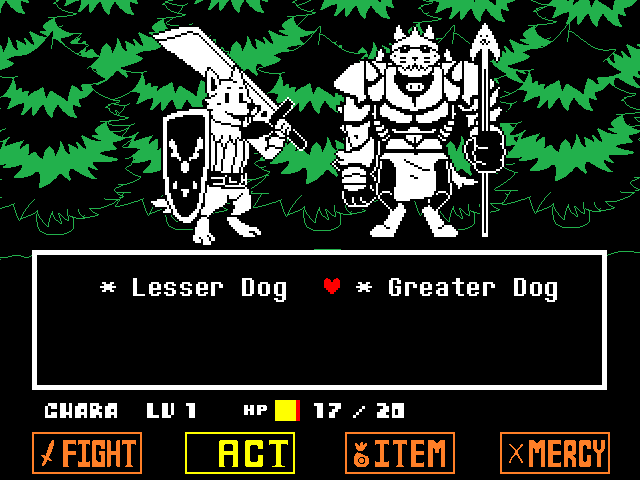 * Lesser Dog * Greater Dog
CHARA LV 1 HP 17 / 20
FIGHT ACT ITEM MERCY